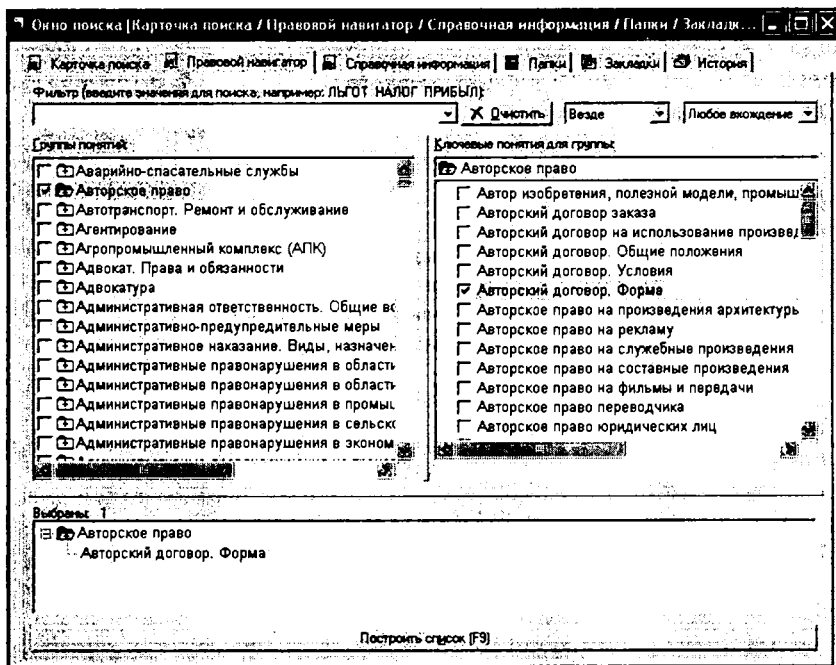 Окно поиска [Карточка поиска / Правовой навигатор / Справочная информация / Папки / Закладк...
Карточка поиска Правовой навигатор Справочная информация Папки Закладки История
Фильтр (введите значения для поиска, например: ЛЬГОТ НАЛОГ ПРИБЫЛ):
Очистить Везде Любое вхождение
Группы понятий:
Аварийно-спасательные службы
Авторское право
Автотранспорт. Ремонт и обслуживание
Агентирование
Агропромышленный комплекс (АПК)
Адвокат. Права и обязанности
Адвокатура
Административная ответственность. Общие вс
Административно-предупредительные меры
Административное наказание. Виды, назначен
Административные правонарушения в области
Административные правонарушения в области
Административные правонарушения в промыц
Административные правонарушения в сельскс
Административные правонарушения в эконом
Ключевые понятия для группы:
Авторское право
Автор изобретения, полезной модели, промыш
Авторский договор заказа
Авторский договор на использование произвед
Авторский договор. Общие положения
Авторский договор. Условия
Авторский договор. Форма
Авторское право на произведения архитектурь
Авторское право на рекламу
Авторское право на служебные произведения
Авторское право на составные произведения
Авторское право на фильмы и передачи
Авторское право переводчика
Авторское право юридических лиц
Выбраны: 1
Авторское право
Авторский договор. Форма
Построить список (F9)